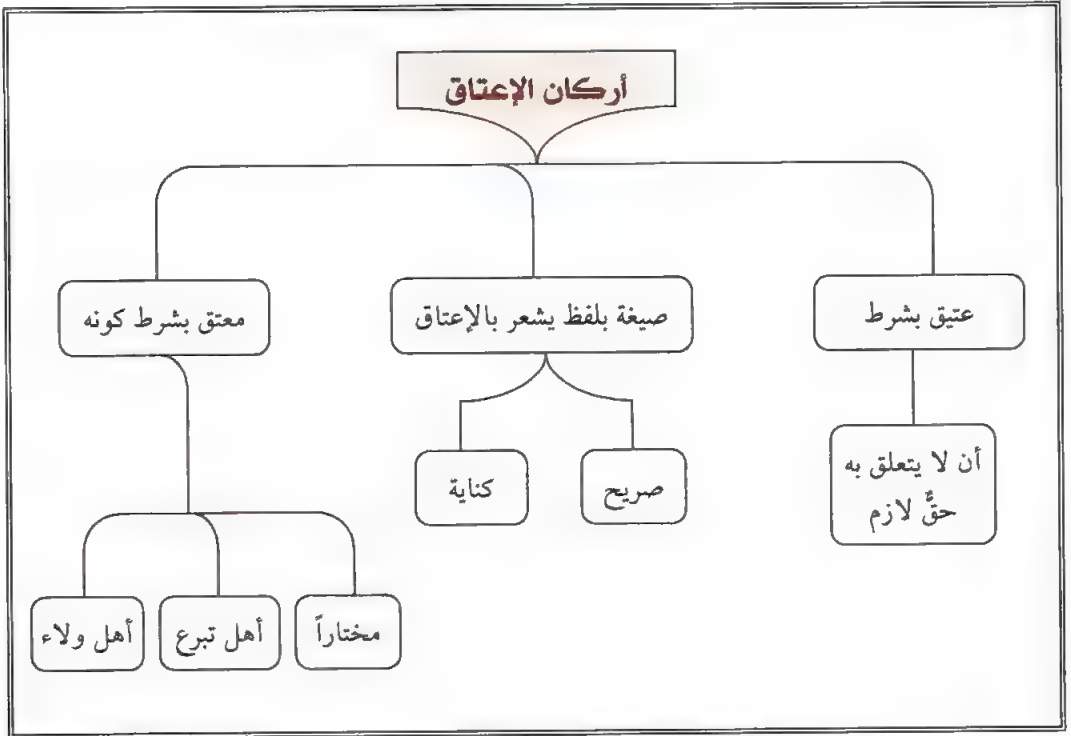 أركان الإعتاق
عتيق بشرط
صيغة بلفظ يشعر بالإعتاق
معتق بشرط كونه
أن لا يتعلق به
حقٌّ لازم
صريح
كناية
مختاراً
أهل تبرع
أهل ولاء